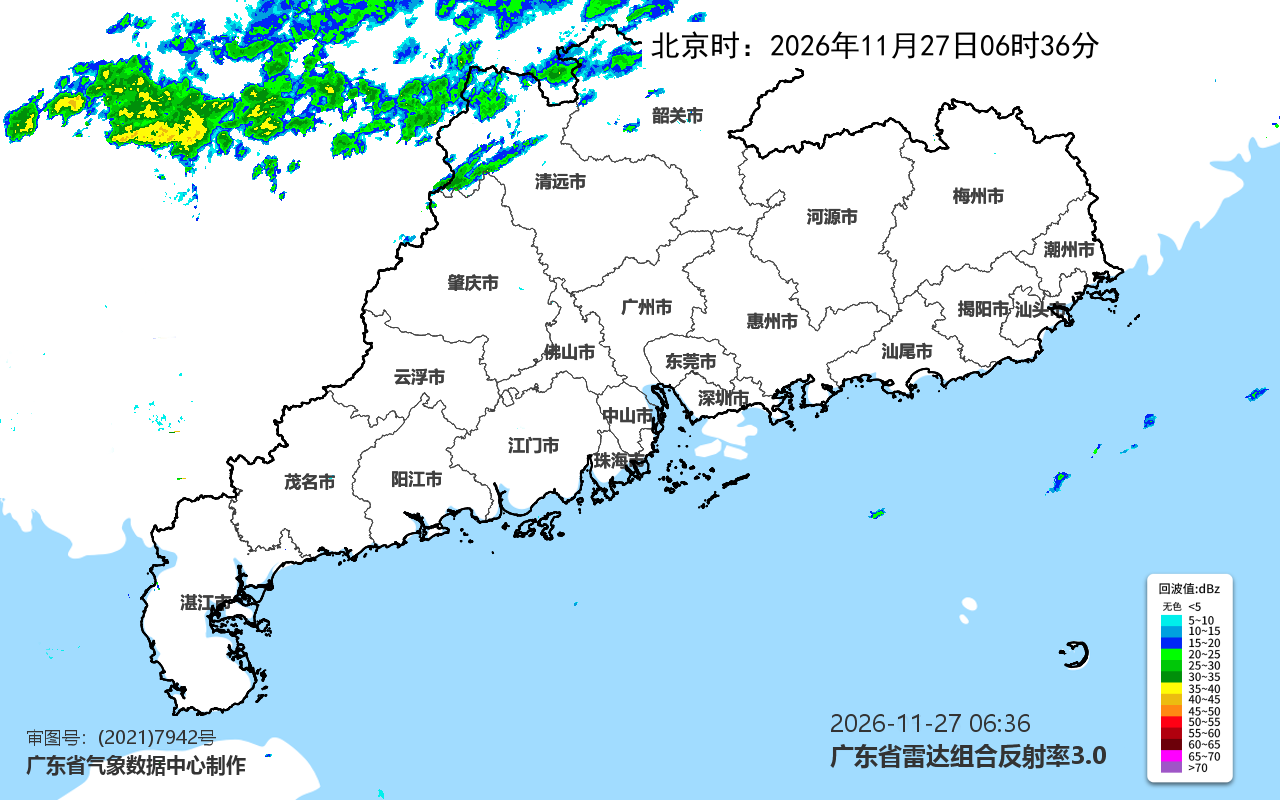 北京时：2026年11月27日06时36分
韶关市
清远市
梅州市
河源市
潮州市
肇庆市
广州市
惠州市
揭阳市
汕头市
佛山市
东莞市
汕尾市
云浮市
深圳市
中山市
江门市
珠海市
茂名市
阳江市
湛江市
回波值:dBz
无色 <5
5~10
10~15
15~20
20~25
25~30
30~35
35~40
40~45
45~50
50~55
55~60
60~65
65~70
>70
审图号：(2021)7942号
广东省气象数据中心制作
2026-11-27 06:36
广东省雷达组合反射率3.0